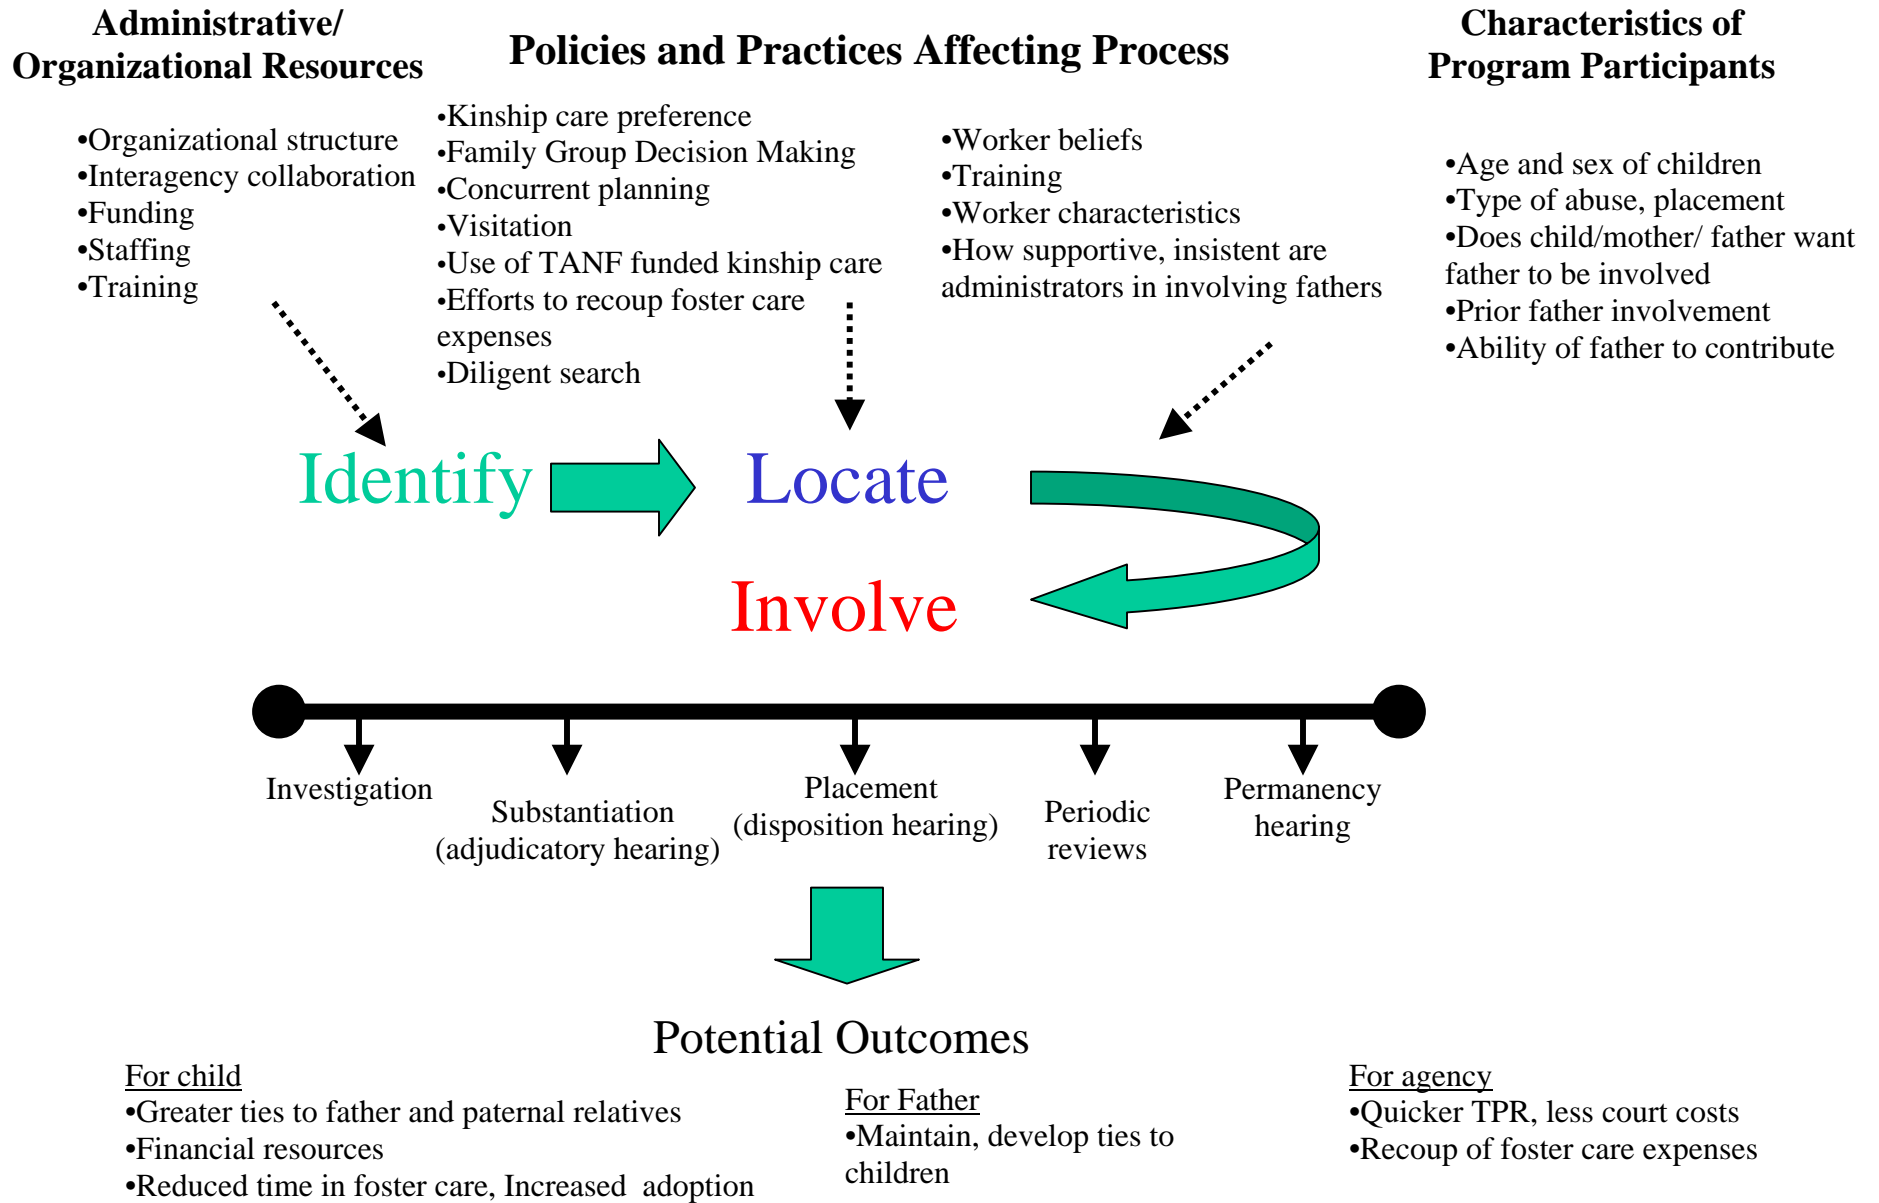 Administrative/
Organizational Resources
•Organizational structure
•Interagency collaboration
•Funding
•Staffing
•Training
Policies and Practices Affecting Process
•Kinship care preference
•Family Group Decision Making
•Concurrent planning
•Visitation
•Use of TANF funded kinship care
•Efforts to recoup foster care
expenses
•Diligent search
•Worker beliefs
•Training
•Worker characteristics
•How supportive, insistent are
administrators in involving fathers
Characteristics of
Program Participants
•Age and sex of children
•Type of abuse, placement
•Does child/mother/ father want
father to be involved
•Prior father involvement
•Ability of father to contribute
Identify
Locate
Involve
Investigation
Substantiation
(adjudicatory hearing)
Placement
(disposition hearing)
Periodic
reviews
Permanency
hearing
Potential Outcomes
For child
•Greater ties to father and paternal relatives
•Financial resources
•Reduced time in foster care, Increased  adoption
For Father
•Maintain, develop ties to
children
For agency
•Quicker TPR, less court costs
•Recoup of foster care expenses